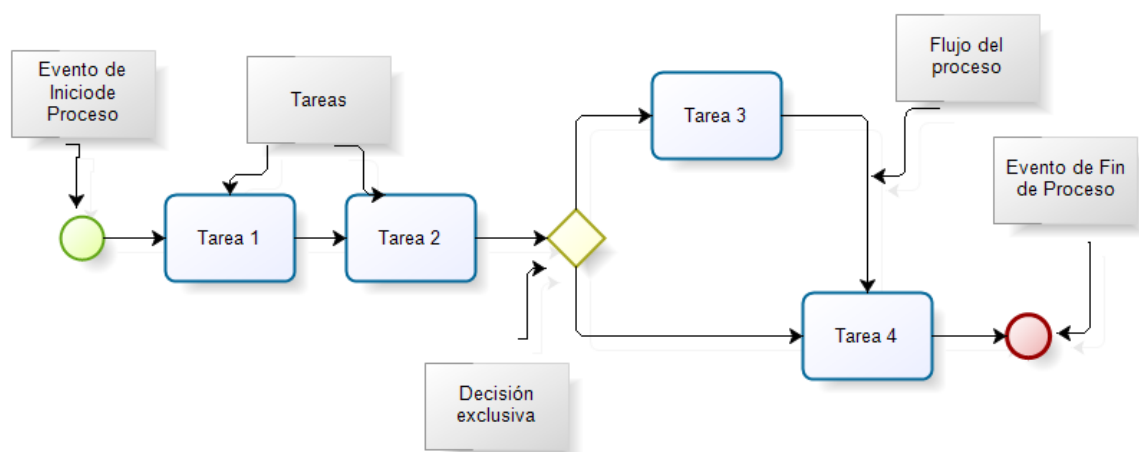 Evento de
Iniciode
Proceso
Tareas
Flujo del
proceso
Tarea 3
Evento de Fin
de Proceso
Tarea 1
Tarea 2
Tarea 4
Decisión
exclusiva